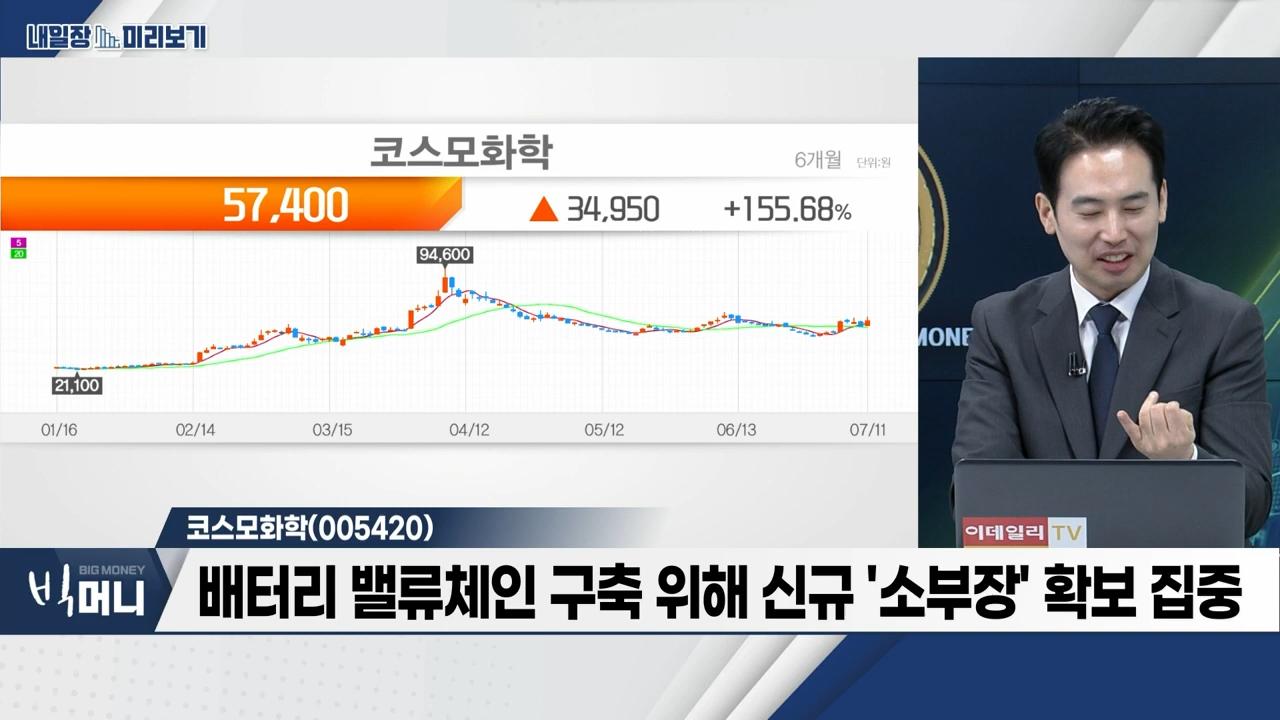 내일장 미리보기
코스모화학
6개월 단위:원
57,400 ▲ 34,950 +155.68%
5
20
94,600
21,100
01/16 02/14 03/15 04/12 05/12 06/13 07/11
MONEY
이데일리TV
코스모화학(005420)
BIG MONEY
빅머니
배터리 밸류체인 구축 위해 신규 '소부장' 확보 집중